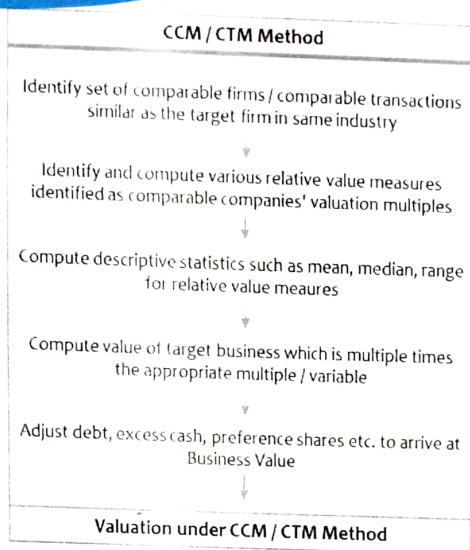 CCM / CTM Method
Identify set of comparable firms / comparable transactions
similar as the target firm in same industry
Identify and compute various relative value measures
identified as comparable companies' valuation multiples
Compute descriptive statistics such as mean, median, range
for relative value meaures
Compute value of target business which is multiple times
the appropriate multiple / variable
Adjust debt, excess cash, preference shares etc. to arrive at
Business Value
Valuation under CCM / CTM Method